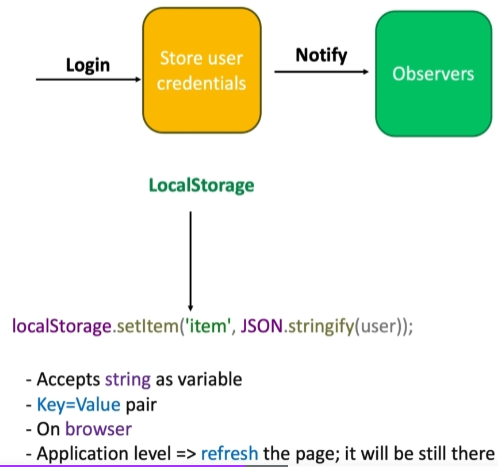 Login
Store user
credentials
Notify
Observers
LocalStorage
localStorage.setItem('item', JSON.stringify(user));
- Accepts string as variable
- Key=Value pair
- On browser
- Application level => refresh the page; it will be still there